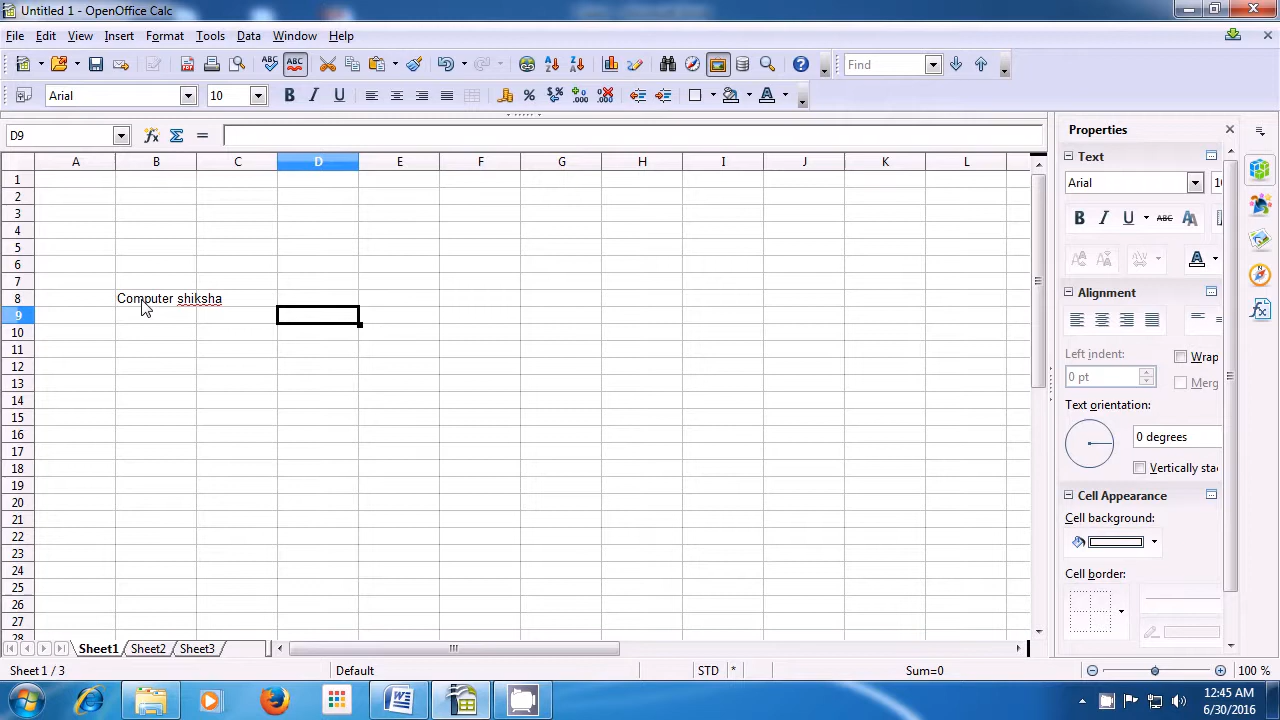 Untitled 1 - OpenOffice Calc
File Edit View Insert Format Tools Data Window Help
Find
Arial 10
D9
Properties
A B C D E F G H I J K L
Text
Arial 10
Alignment
Left indent:
0 pt
Wrap
Merg
Text orientation:
0 degrees
Vertically stac
Cell Appearance
Cell background:
Cell border:
1
2
3
4
5
6
7
8 Computer shiksha
9
10
11
12
13
14
15
16
17
18
19
20
21
22
23
24
25
26
27
28
Sheet1 Sheet2 Sheet3
Sheet 1 / 3 Default STD * Sum=0 100 %
12:45 AM
6/30/2016